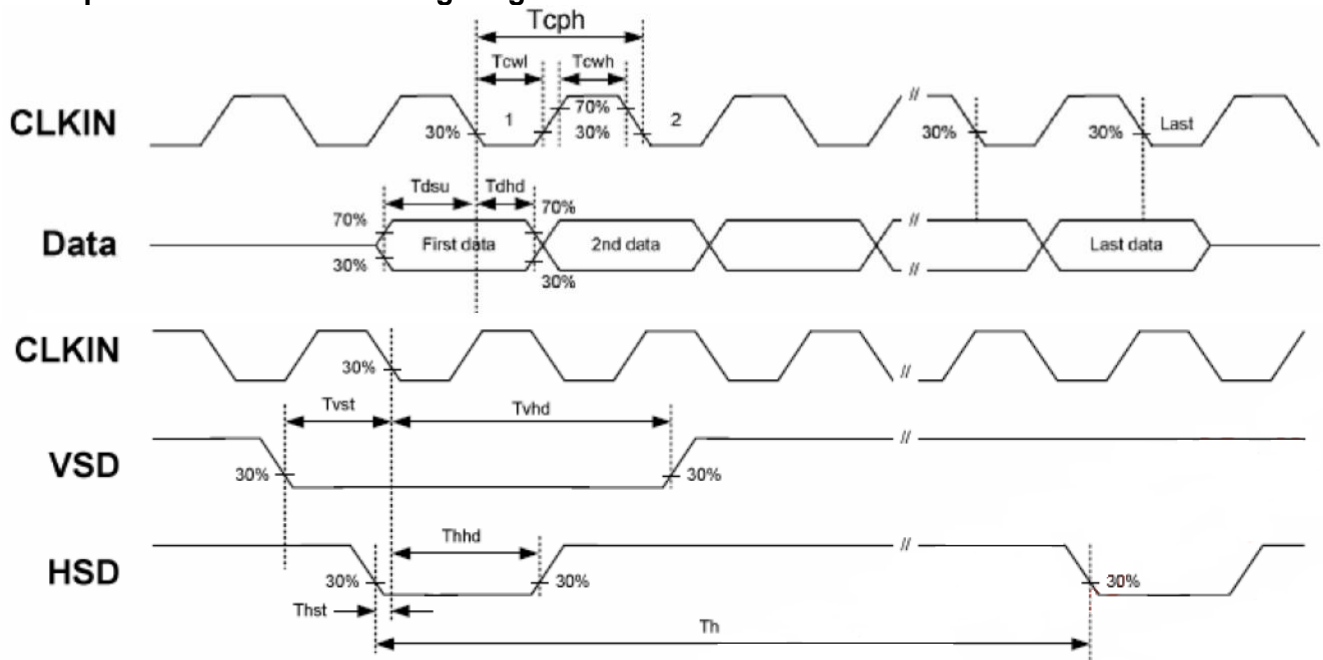 Tcph
Tcwl Tcwh
CLKIN 30% 1 70% 30% 2 // 30% 30% Last
Tdsu Tdhd
70% 70%
Data First data 2nd data // // Last data
30% 30%
CLKIN 30% //
Tvst Tvhd
VSD 30% 30% //
Thhd
HSD 30% 30% // 30%
Thst
Th